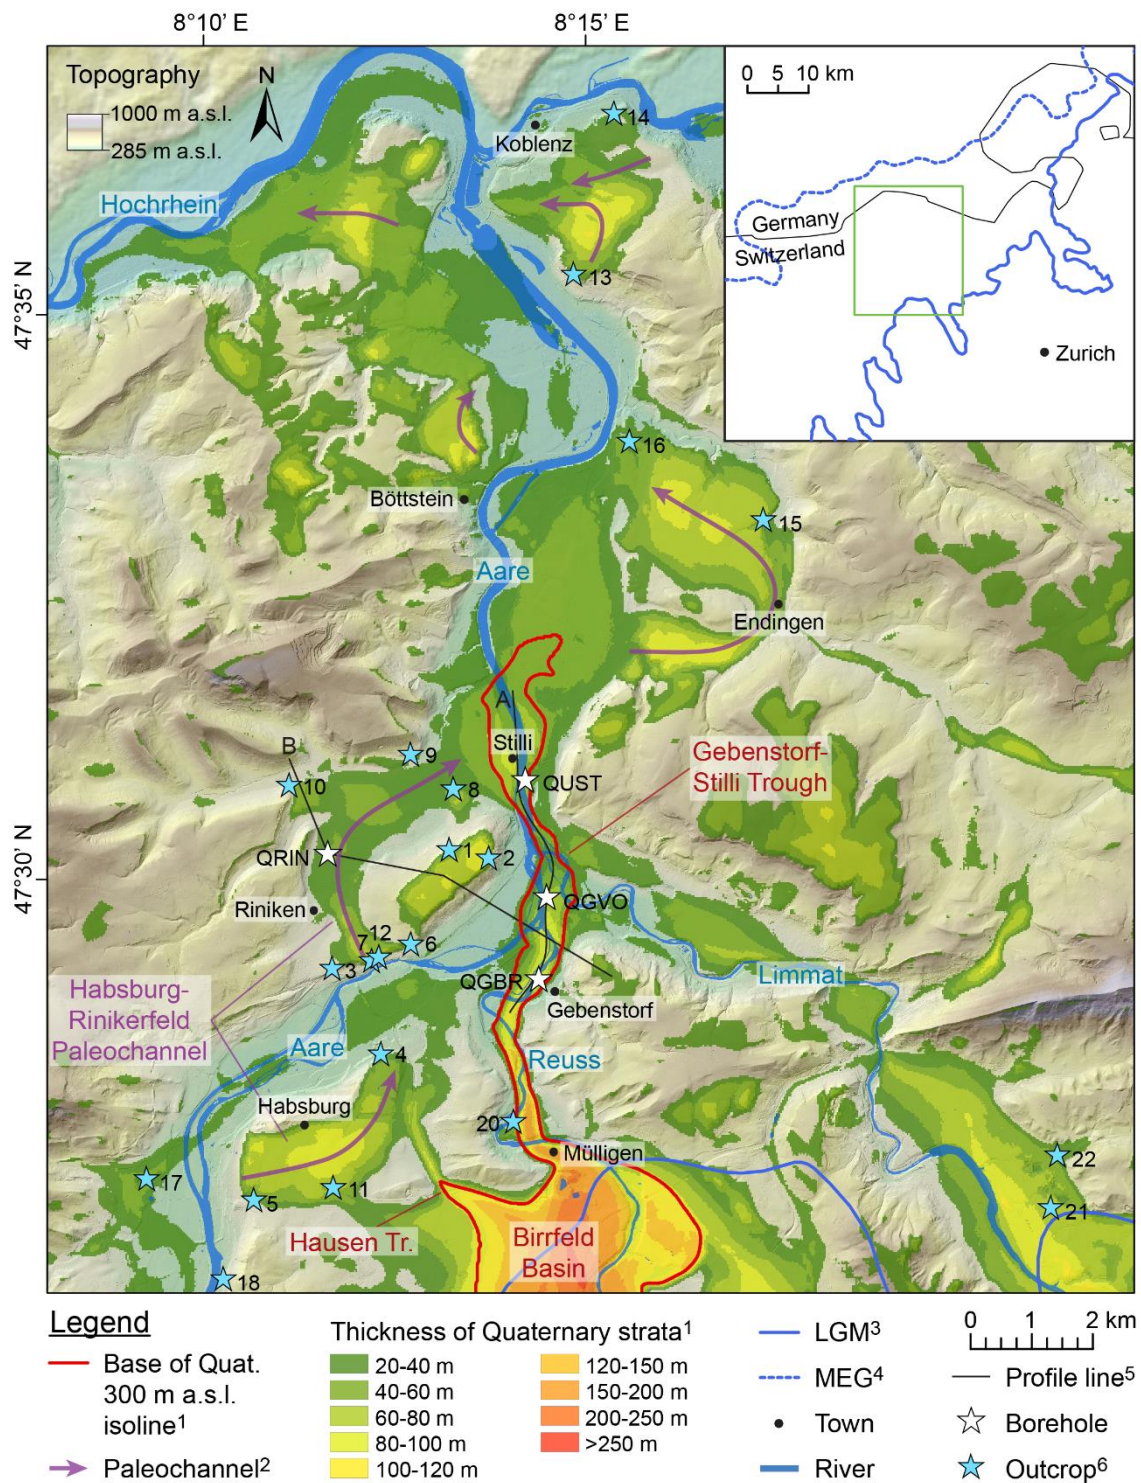 8°10’ E
8°15’ E
Topography
1000 m a.s.l.
285 m a.s.l.
N
0 5 10 km
Germany
Switzerland
Zurich
47°35’ N
47°30’ N
Koblenz
14
Hochrhein
13
16
Böttstein
15
Aare
Endingen
A
Stilli
B
9
10
8
QUST
Gebenstorf-
Stilli Trough
QRIN
1
2
QGVO
Riniken
12
7
6
3
QGBR
Gebenstorf
Limmat
Habsburg-
Rinikerfeld
Paleochannel
Aare
4
Reuss
Habsburg
20
Mülligen
22
17
5
11
21
Hausen Tr.
Birrfeld
Basin
18
Legend
Base of Quat.
300 m a.s.l.
isoline¹
Paleochannel²
Thickness of Quaternary strata¹
20-40 m
40-60 m
60-80 m
80-100 m
100-120 m
120-150 m
150-200 m
200-250 m
>250 m
LGM³
MEG⁴
Town
River
0 1 2 km
Profile line⁵
Borehole
Outcrop⁶